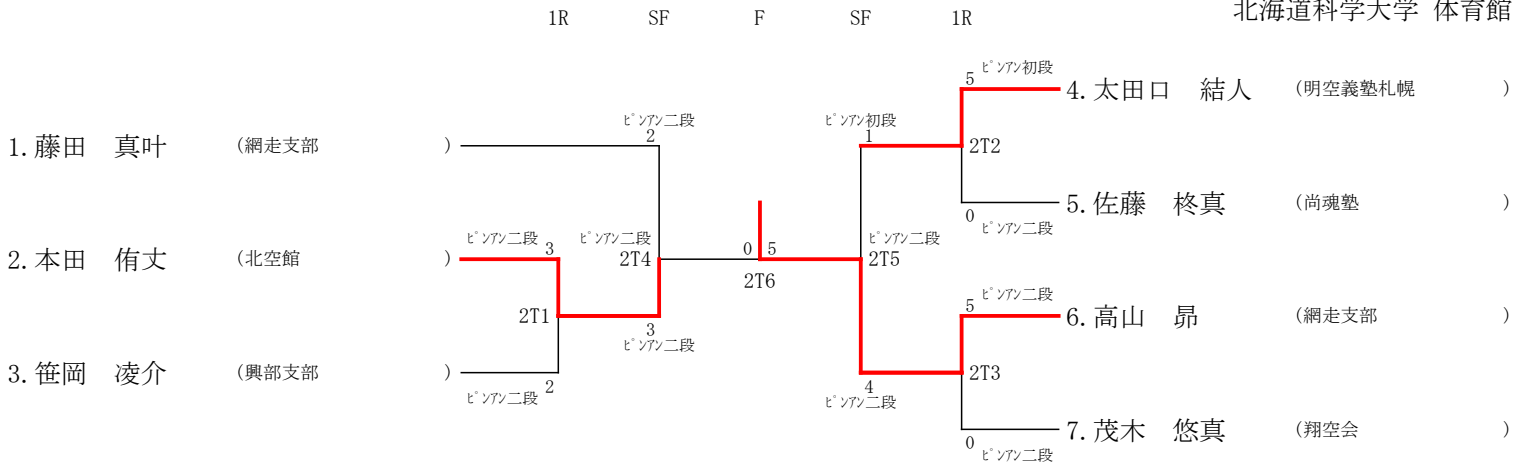 北海道科学大学 体育館
1R SF F SF 1R
1. 藤田 真叶 (網走支部 )
2. 本田 侑丈 (北空館 )
3. 笹岡 凌介 (興部支部 )
ピンアン二段 3
ピンアン二段 2
2T1
ピンアン二段
2
ピンアン二段
2T4
3
ピンアン二段
0 5
2T6
ピンアン初段
1
ピンアン二段
2T5
4
ピンアン二段
5 ピンアン初段
2T2
0 ピンアン二段
5 ピンアン二段
2T3
0 ピンアン二段
4. 太田口 結人 (明空義塾札幌 )
5. 佐藤 柊真 (尚魂塾 )
6. 高山 昴 (網走支部 )
7. 茂木 悠真 (翔空会 )